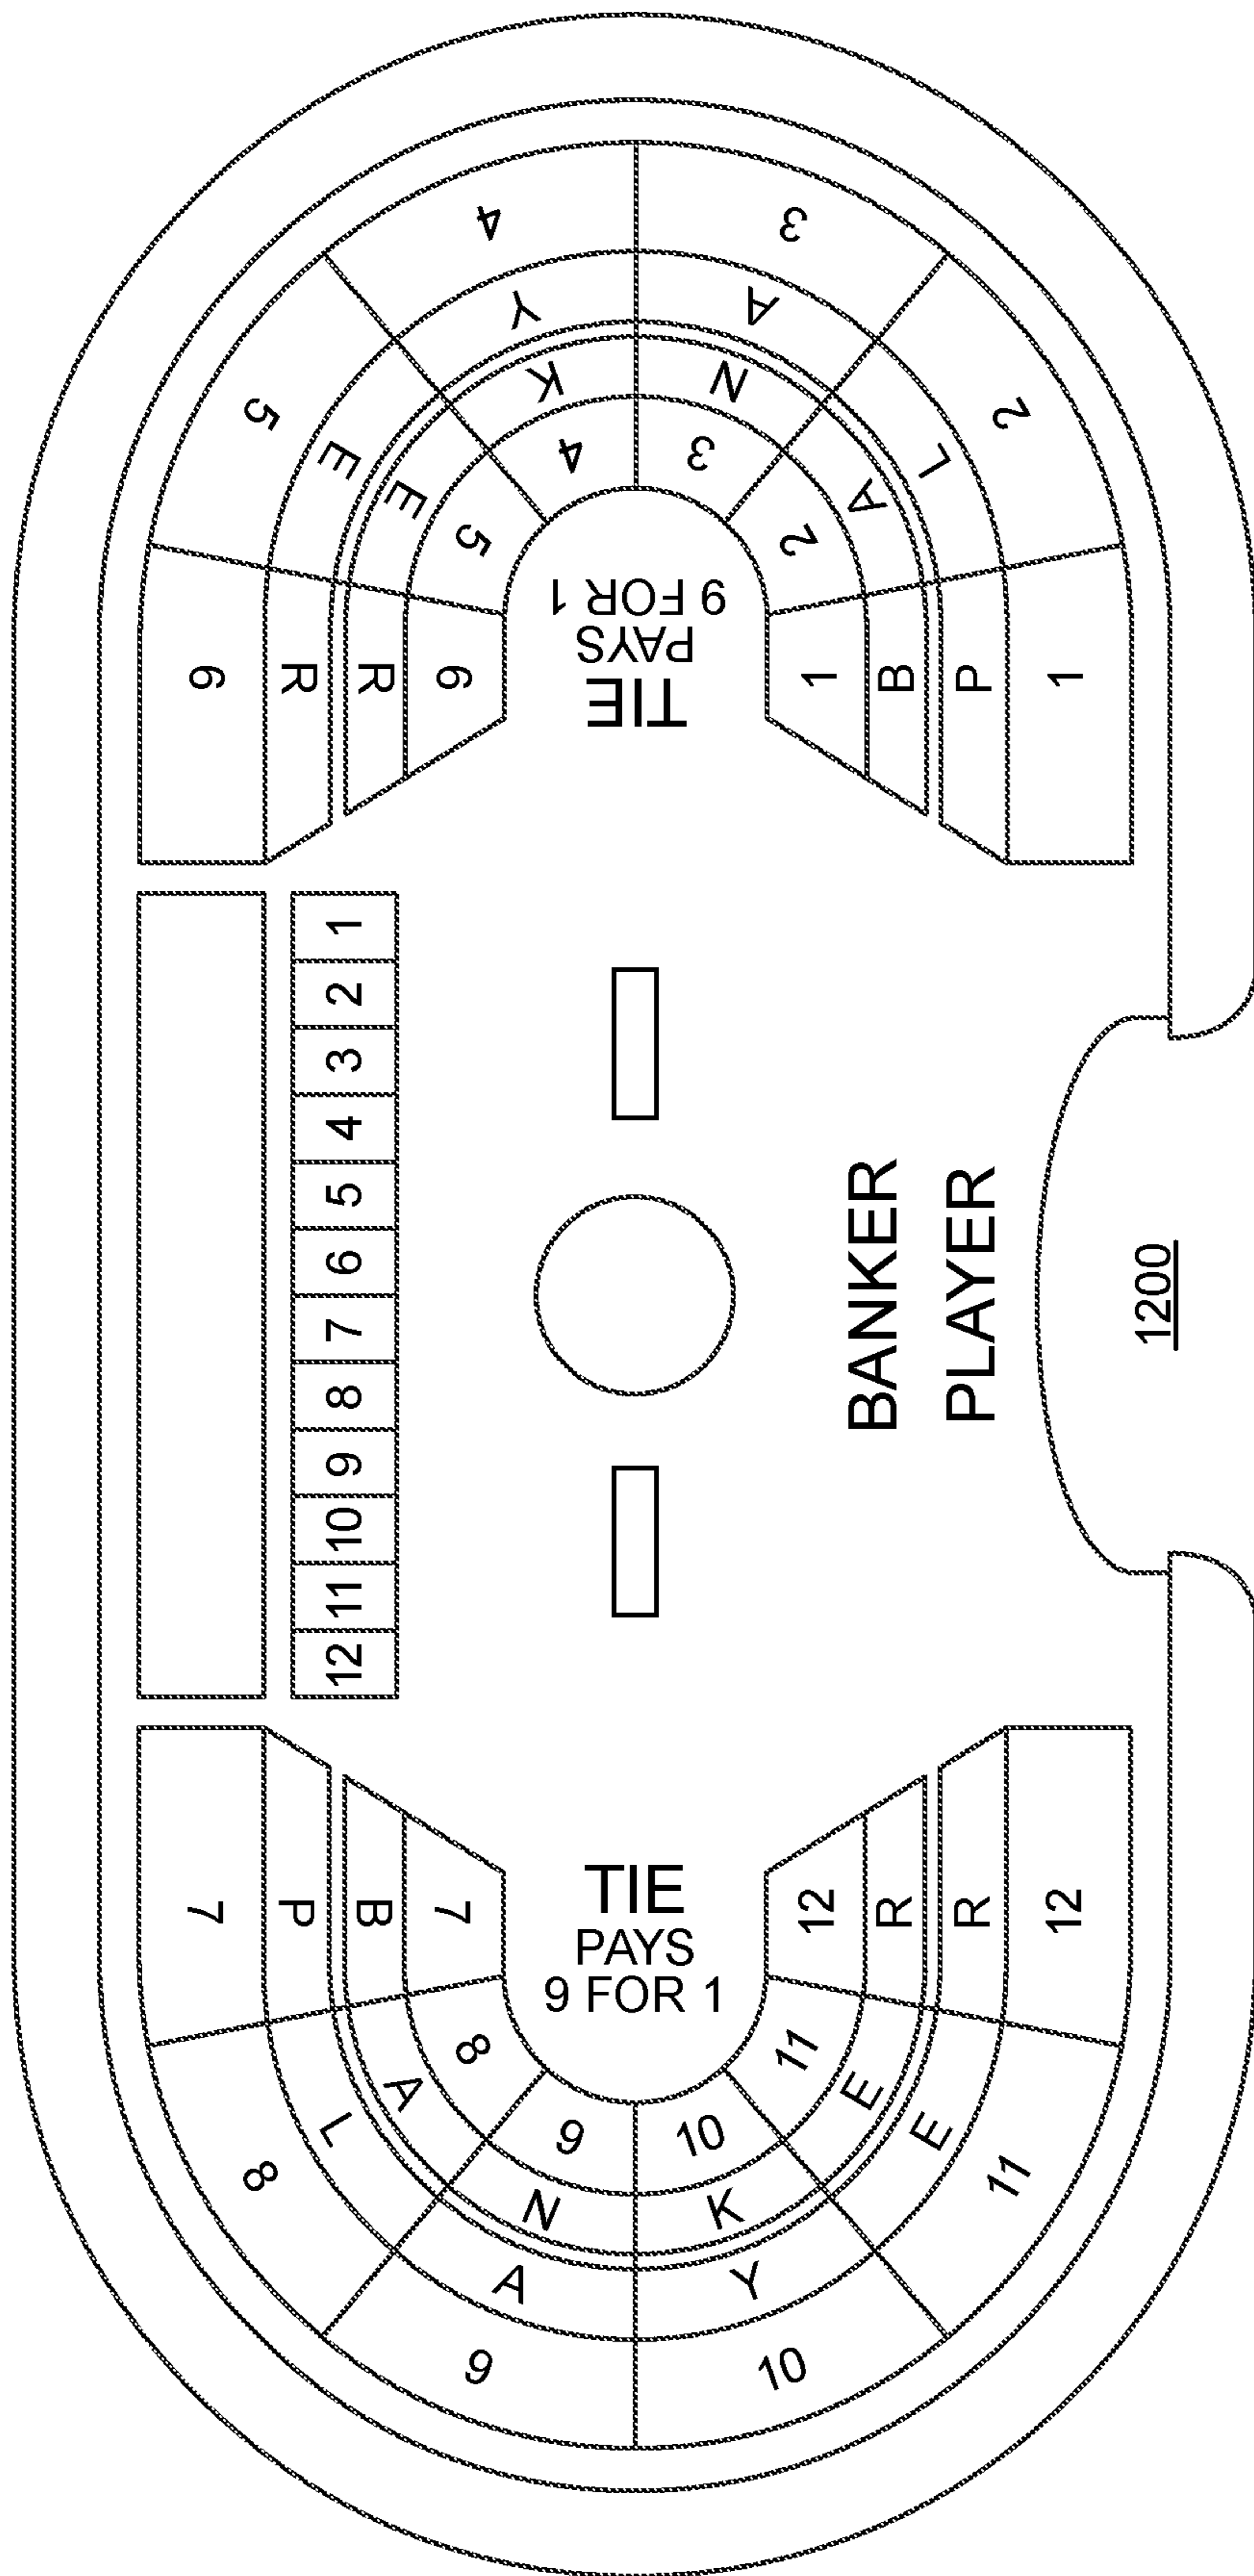 4 3
Y A
5 K N 2
E 4 3 L
E A
5 2
TIE
PAYS
9 FOR 1
6 R R 6 1 B P 1
1
2
3
4
5
6
7
8
9
10
11
12
BANKER
PLAYER
1200
7 P B 7 12 R R 12
TIE
PAYS
9 FOR 1
8 11
A E
L 9 10 E
8 N K 11
A Y
9 10